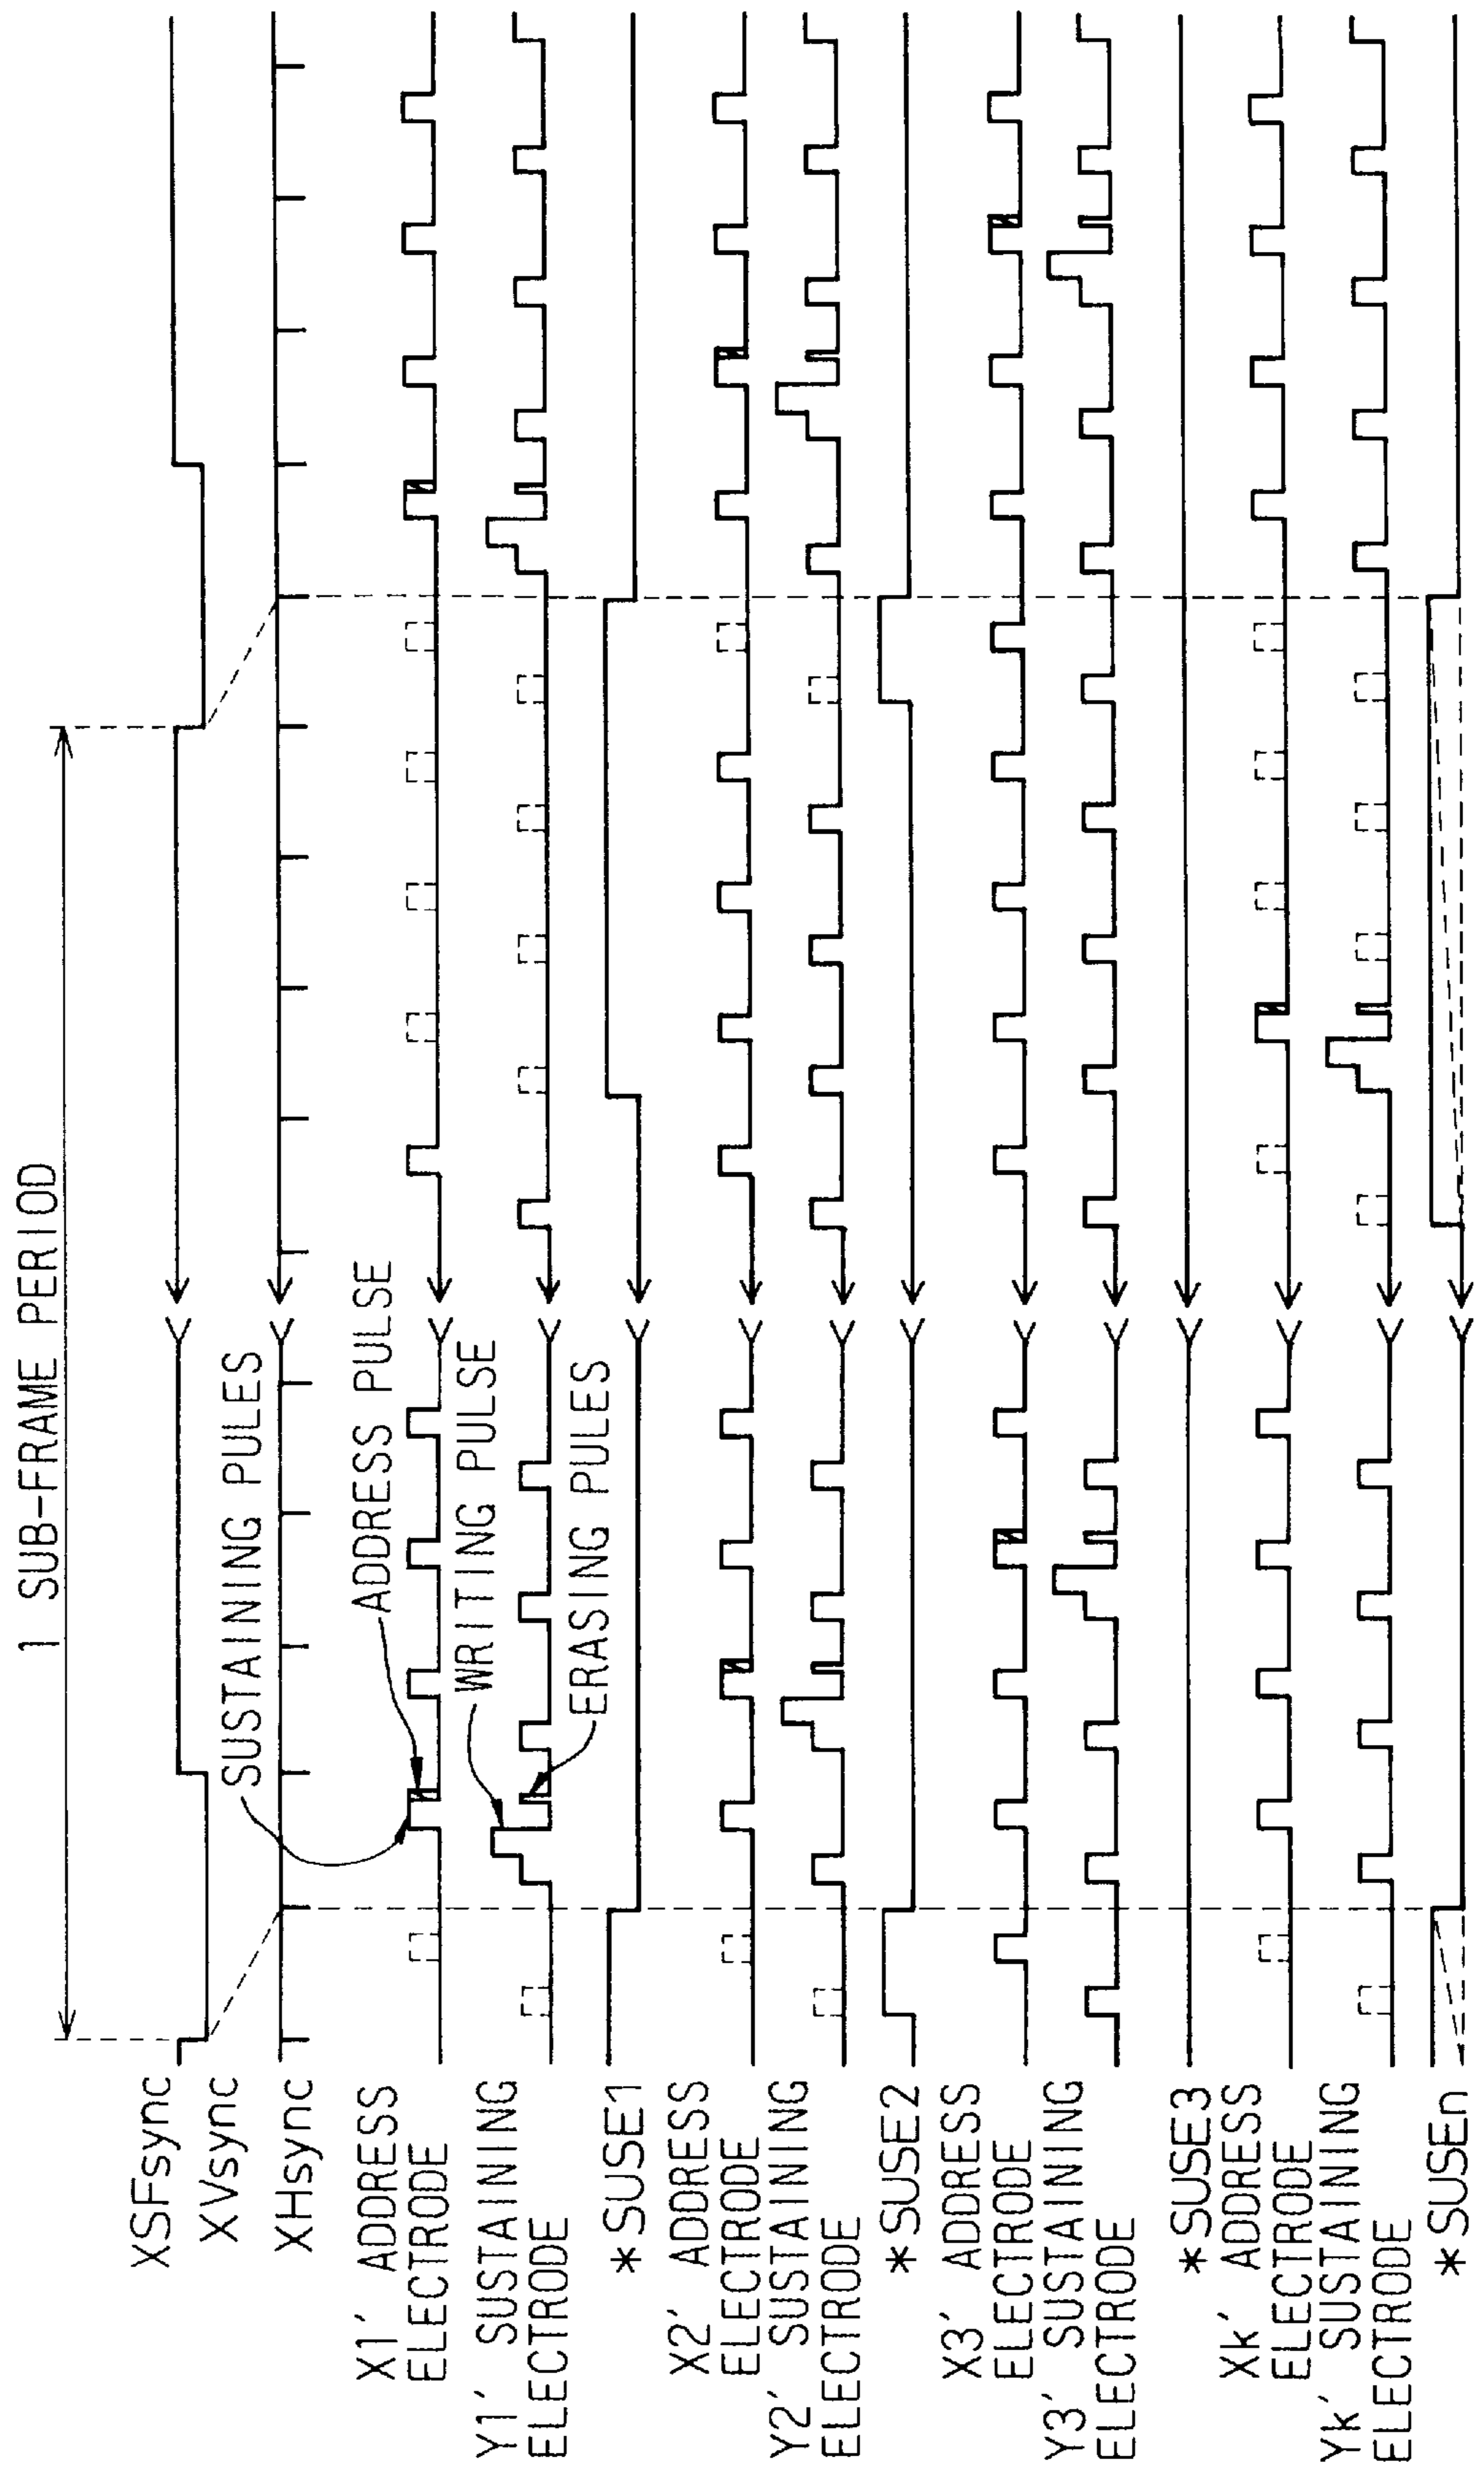 1 SUB-FRAME PERIOD
SUSTAINING PULES
ADDRESS PULSE
WRITING PULSE
ERASING PULES
XSFsync
XVsync
XHsync
X1′ ADDRESS
ELECTRODE
Y1′ SUSTAINING
ELECTRODE
*SUSE1
X2′ ADDRESS
ELECTRODE
Y2′ SUSTAINING
ELECTRODE
*SUSE2
X3′ ADDRESS
ELECTRODE
Y3′ SUSTAINING
ELECTRODE
*SUSE3
Xk′ ADDRESS
ELECTRODE
Yk′ SUSTAINING
ELECTRODE
*SUSEn